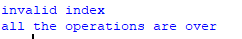 invalid index
all the operations are over